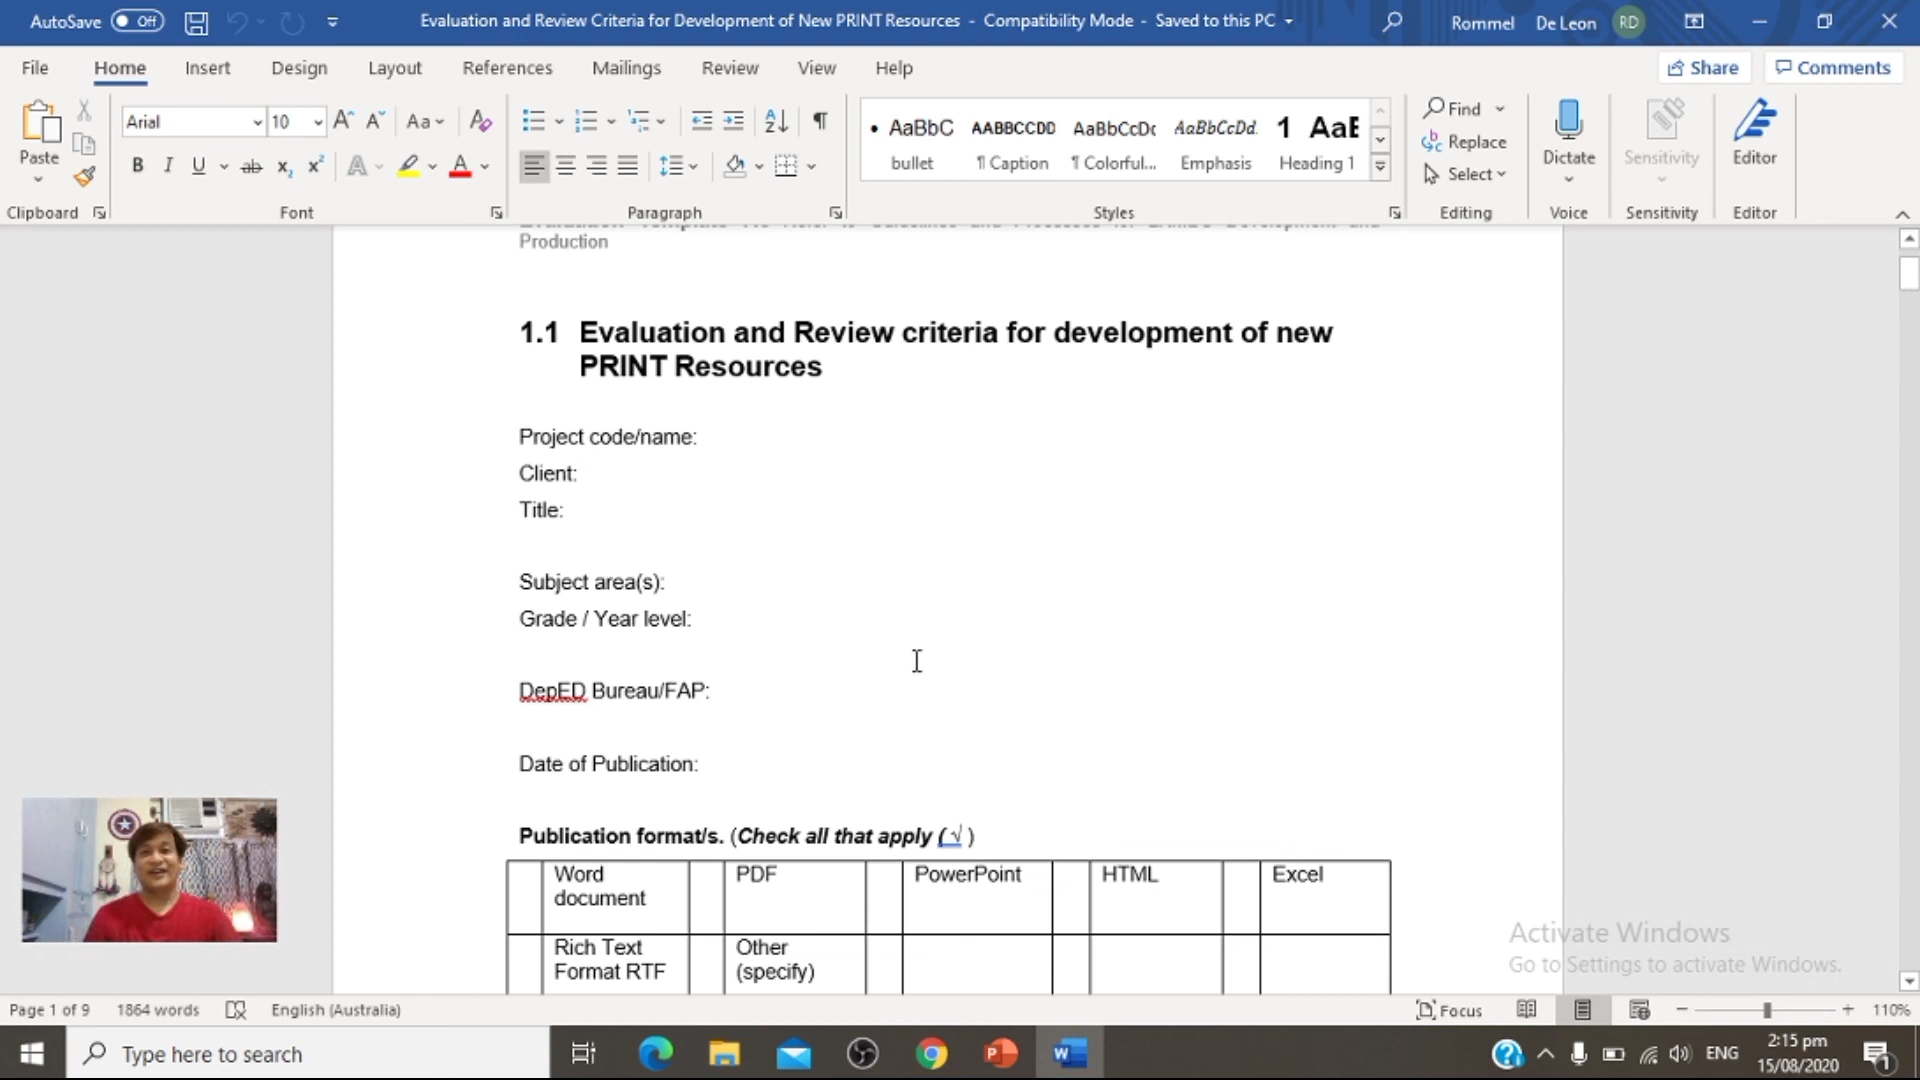 AutoSave Off Evaluation and Review Criteria for Development of New PRINT Resources - Compatibility Mode - Saved to this PC Rommel De Leon RD
File Home Insert Design Layout References Mailings Review View Help Share Comments
Paste
Clipboard
Arial 10
Font
Paragraph
AaBbC AABBCCDD AaBbCcDc AaBbCcDd 1 AaE
bullet ¶ Caption ¶ Colorful... Emphasis Heading 1
Styles
Find
Replace
Select
Editing
Dictate
Voice
Sensitivity
Sensitivity
Editor
Editor
Production
1.1 Evaluation and Review criteria for development of new
PRINT Resources
Project code/name:
Client:
Title:
Subject area(s):
Grade / Year level:
DepED Bureau/FAP:
Date of Publication:
Publication format/s. (Check all that apply (√ )
Word document PDF PowerPoint HTML Excel
Rich Text Format RTF Other (specify)
Activate Windows
Go to Settings to activate Windows.
Page 1 of 9 1864 words English (Australia) Focus 110%
Type here to search ENG 2:15 pm
15/08/2020 1